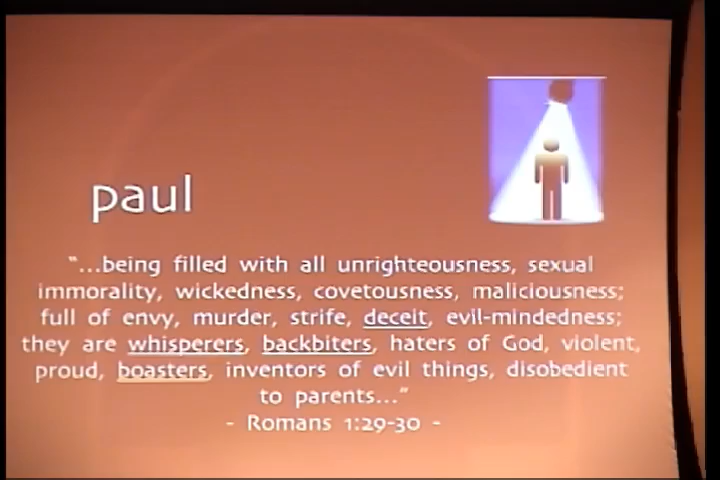 paul
“...being filled with all unrighteousness, sexual
immorality, wickedness, covetousness, maliciousness;
full of envy, murder, strife, deceit, evil-mindedness;
they are whisperers, backbiters, haters of God, violent,
proud, boasters, inventors of evil things, disobedient
to parents...”
- Romans 1:29-30 -